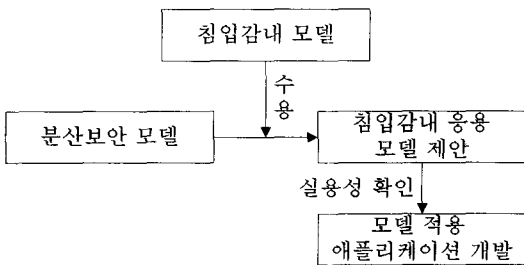 침입감내 모델
수
용
분산보안 모델
침입감내 응용
모델 제안
실용성 확인
모델 적용
애플리케이션 개발